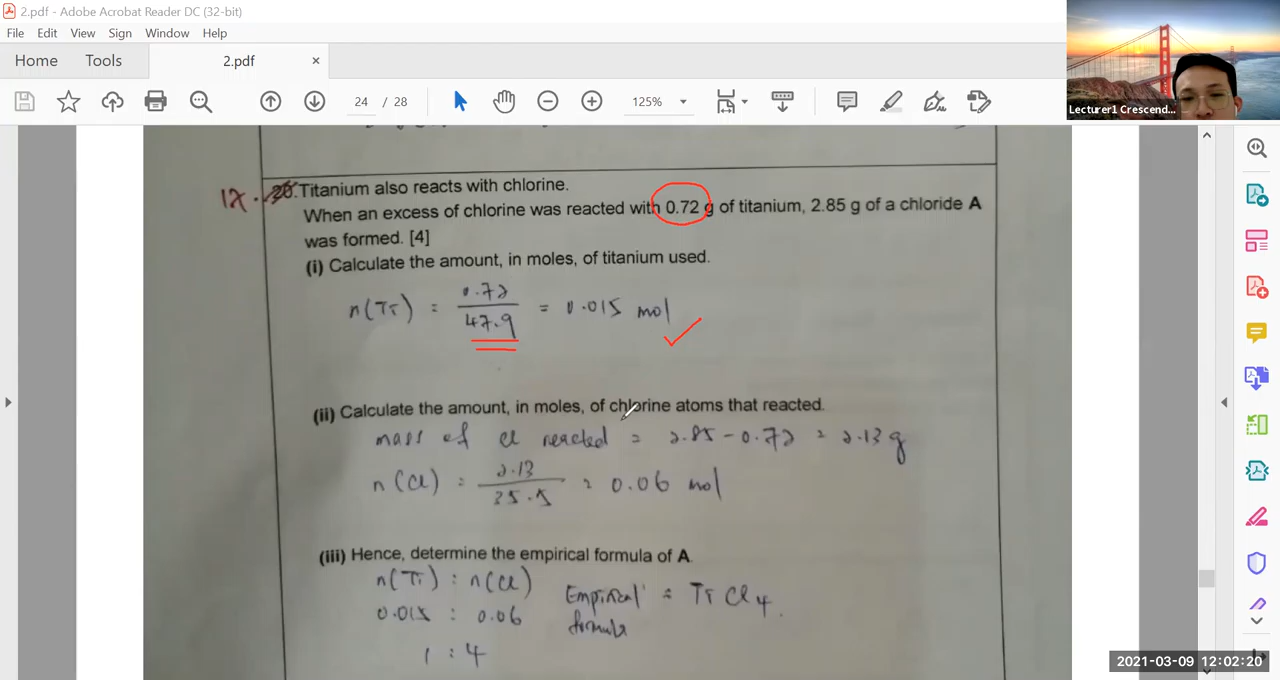 2.pdf - Adobe Acrobat Reader DC (32-bit)
File Edit View Sign Window Help
Home Tools 2.pdf ×
24 / 28 125%
Lecturer1 Crescend...
12. 20. Titanium also reacts with chlorine.
When an excess of chlorine was reacted with 0.72 g of titanium, 2.85 g of a chloride A
was formed. [4]
(i) Calculate the amount, in moles, of titanium used.
n(Ti) = 0.72 / 47.9 = 0.015 mol
(ii) Calculate the amount, in moles, of chlorine atoms that reacted.
mass of Cl reacted = 2.85 - 0.72 = 2.13 g
n(Cl) = 2.13 / 35.5 = 0.06 mol
(iii) Hence, determine the empirical formula of A.
n(Ti) : n(Cl)
0.015 : 0.06
1 : 4
Empirical formula = TiCl4.
2021-03-09 12:02:20